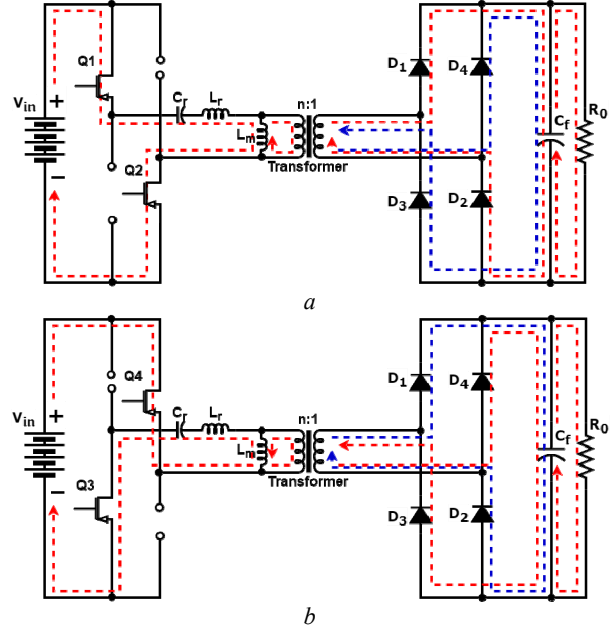 Q1
D1
D4
Vin
+
Cr
Lr
n:1
R0
Lm
Cf
−
Q2
Transformer
D3
D2
a
Q4
D1
D4
Vin
+
Cr
Lr
n:1
R0
Lm
Cf
−
Q3
Transformer
D3
D2
b